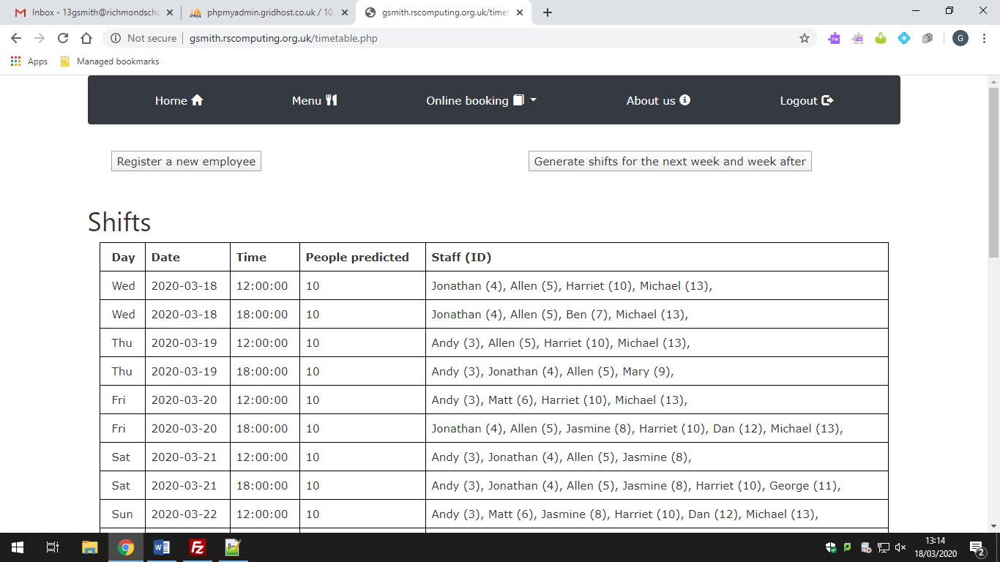 Inbox - 13gsmith@richmondscho
phpmyadmin.gridhost.co.uk / 10.
gsmith.rscomputing.org.uk/timet
Not secure | gsmith.rscomputing.org.uk/timetable.php
G
Apps Managed bookmarks
Home Menu Online booking About us Logout
Register a new employee Generate shifts for the next week and week after
Shifts
Day Date Time People predicted Staff (ID)
Wed 2020-03-18 12:00:00 10 Jonathan (4), Allen (5), Harriet (10), Michael (13),
Wed 2020-03-18 18:00:00 10 Jonathan (4), Allen (5), Ben (7), Michael (13),
Thu 2020-03-19 12:00:00 10 Andy (3), Allen (5), Harriet (10), Michael (13),
Thu 2020-03-19 18:00:00 10 Andy (3), Jonathan (4), Allen (5), Mary (9),
Fri 2020-03-20 12:00:00 10 Andy (3), Matt (6), Harriet (10), Michael (13),
Fri 2020-03-20 18:00:00 10 Jonathan (4), Allen (5), Jasmine (8), Harriet (10), Dan (12), Michael (13),
Sat 2020-03-21 12:00:00 10 Andy (3), Jonathan (4), Allen (5), Jasmine (8),
Sat 2020-03-21 18:00:00 10 Andy (3), Jonathan (4), Allen (5), Jasmine (8), Harriet (10), George (11),
Sun 2020-03-22 12:00:00 10 Andy (3), Matt (6), Jasmine (8), Harriet (10), Dan (12), Michael (13),
13:14
18/03/2020
2